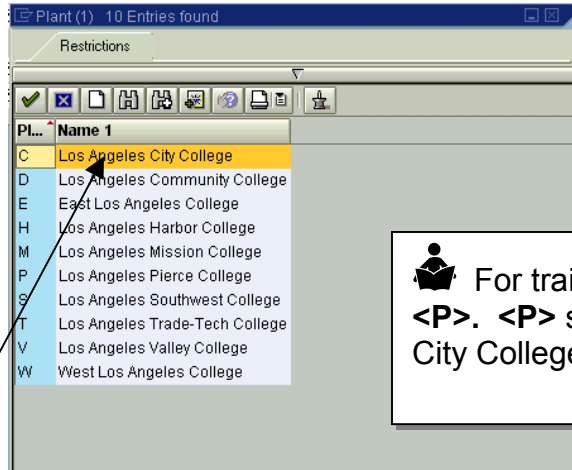 Plant (1) 10 Entries found
Restrictions
Pl... Name 1
C Los Angeles City College
D Los Angeles Community College
E East Los Angeles College
H Los Angeles Harbor College
M Los Angeles Mission College
P Los Angeles Pierce College
S Los Angeles Southwest College
T Los Angeles Trade-Tech College
V Los Angeles Valley College
W West Los Angeles College
For trai
<P>. <P> s
City College